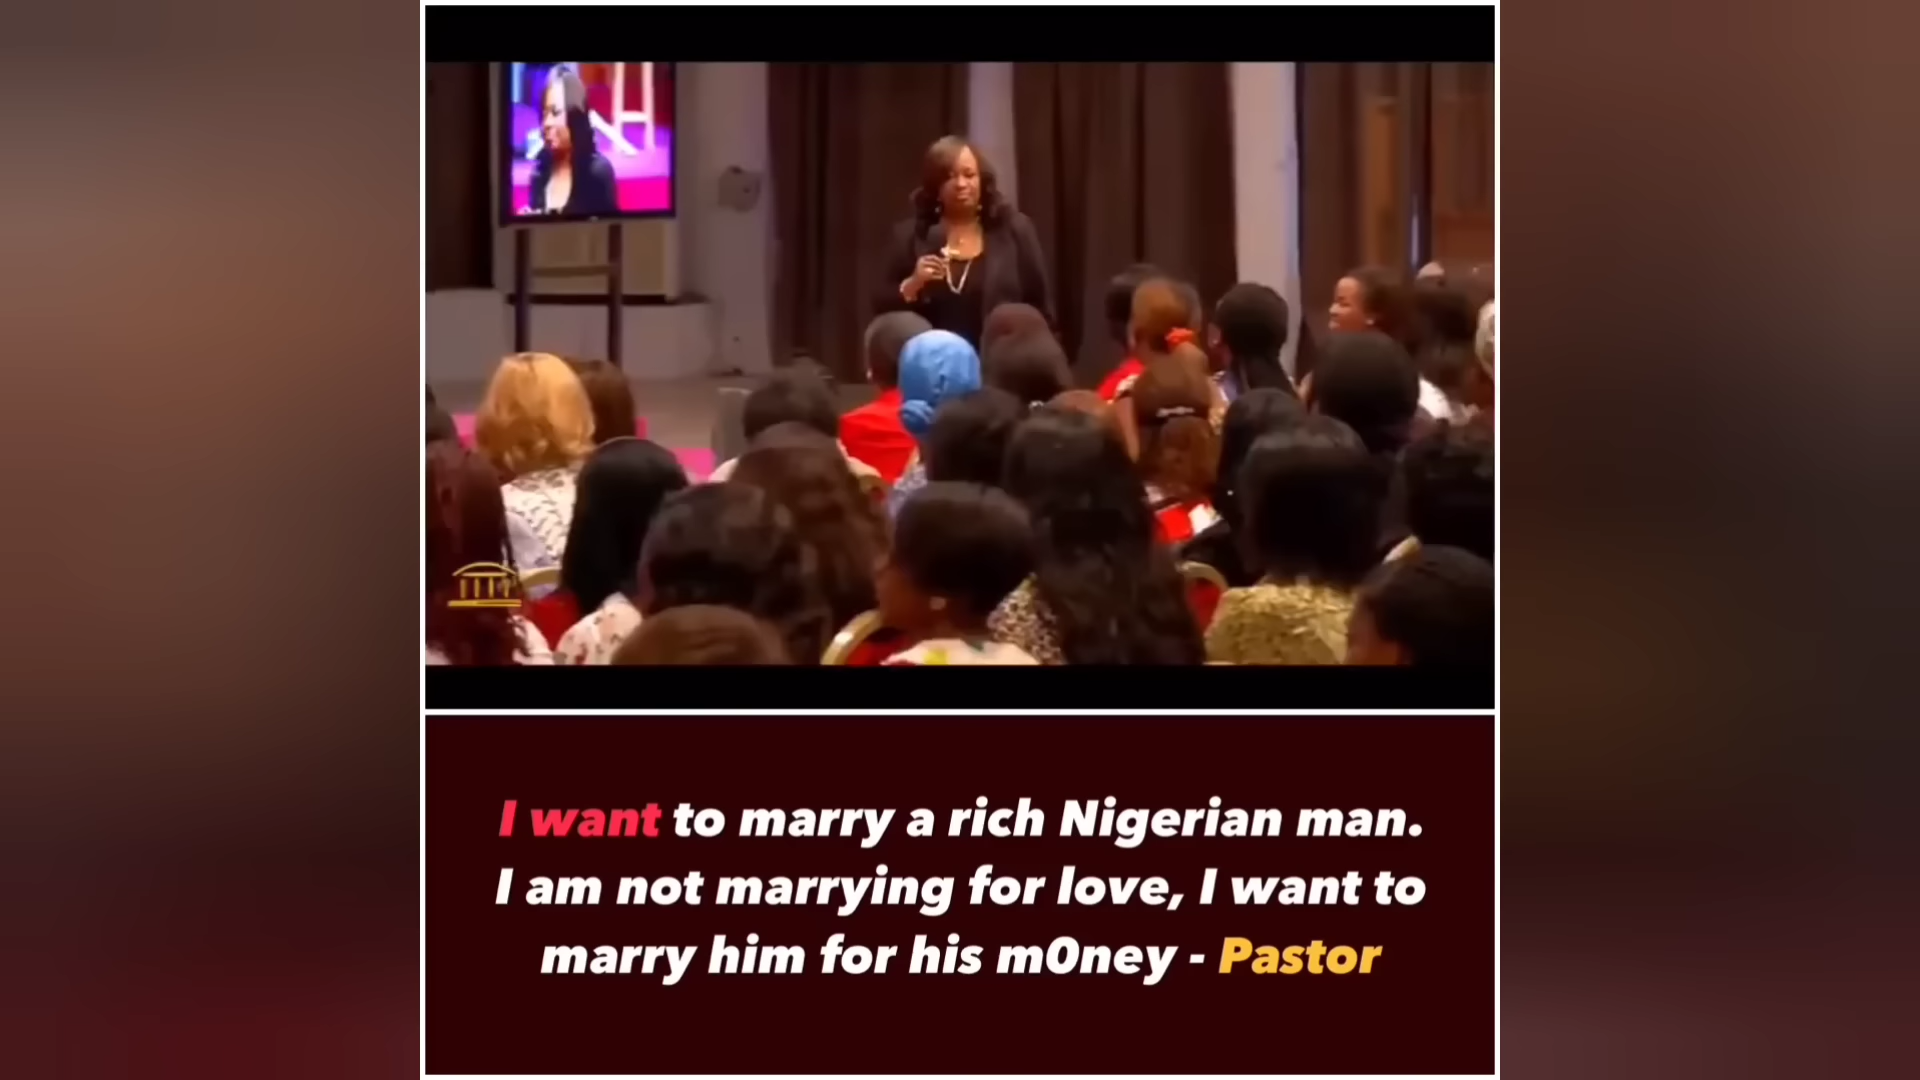 I want to marry a rich Nigerian man.
I am not marrying for love, I want to
marry him for his m0ney - Pastor